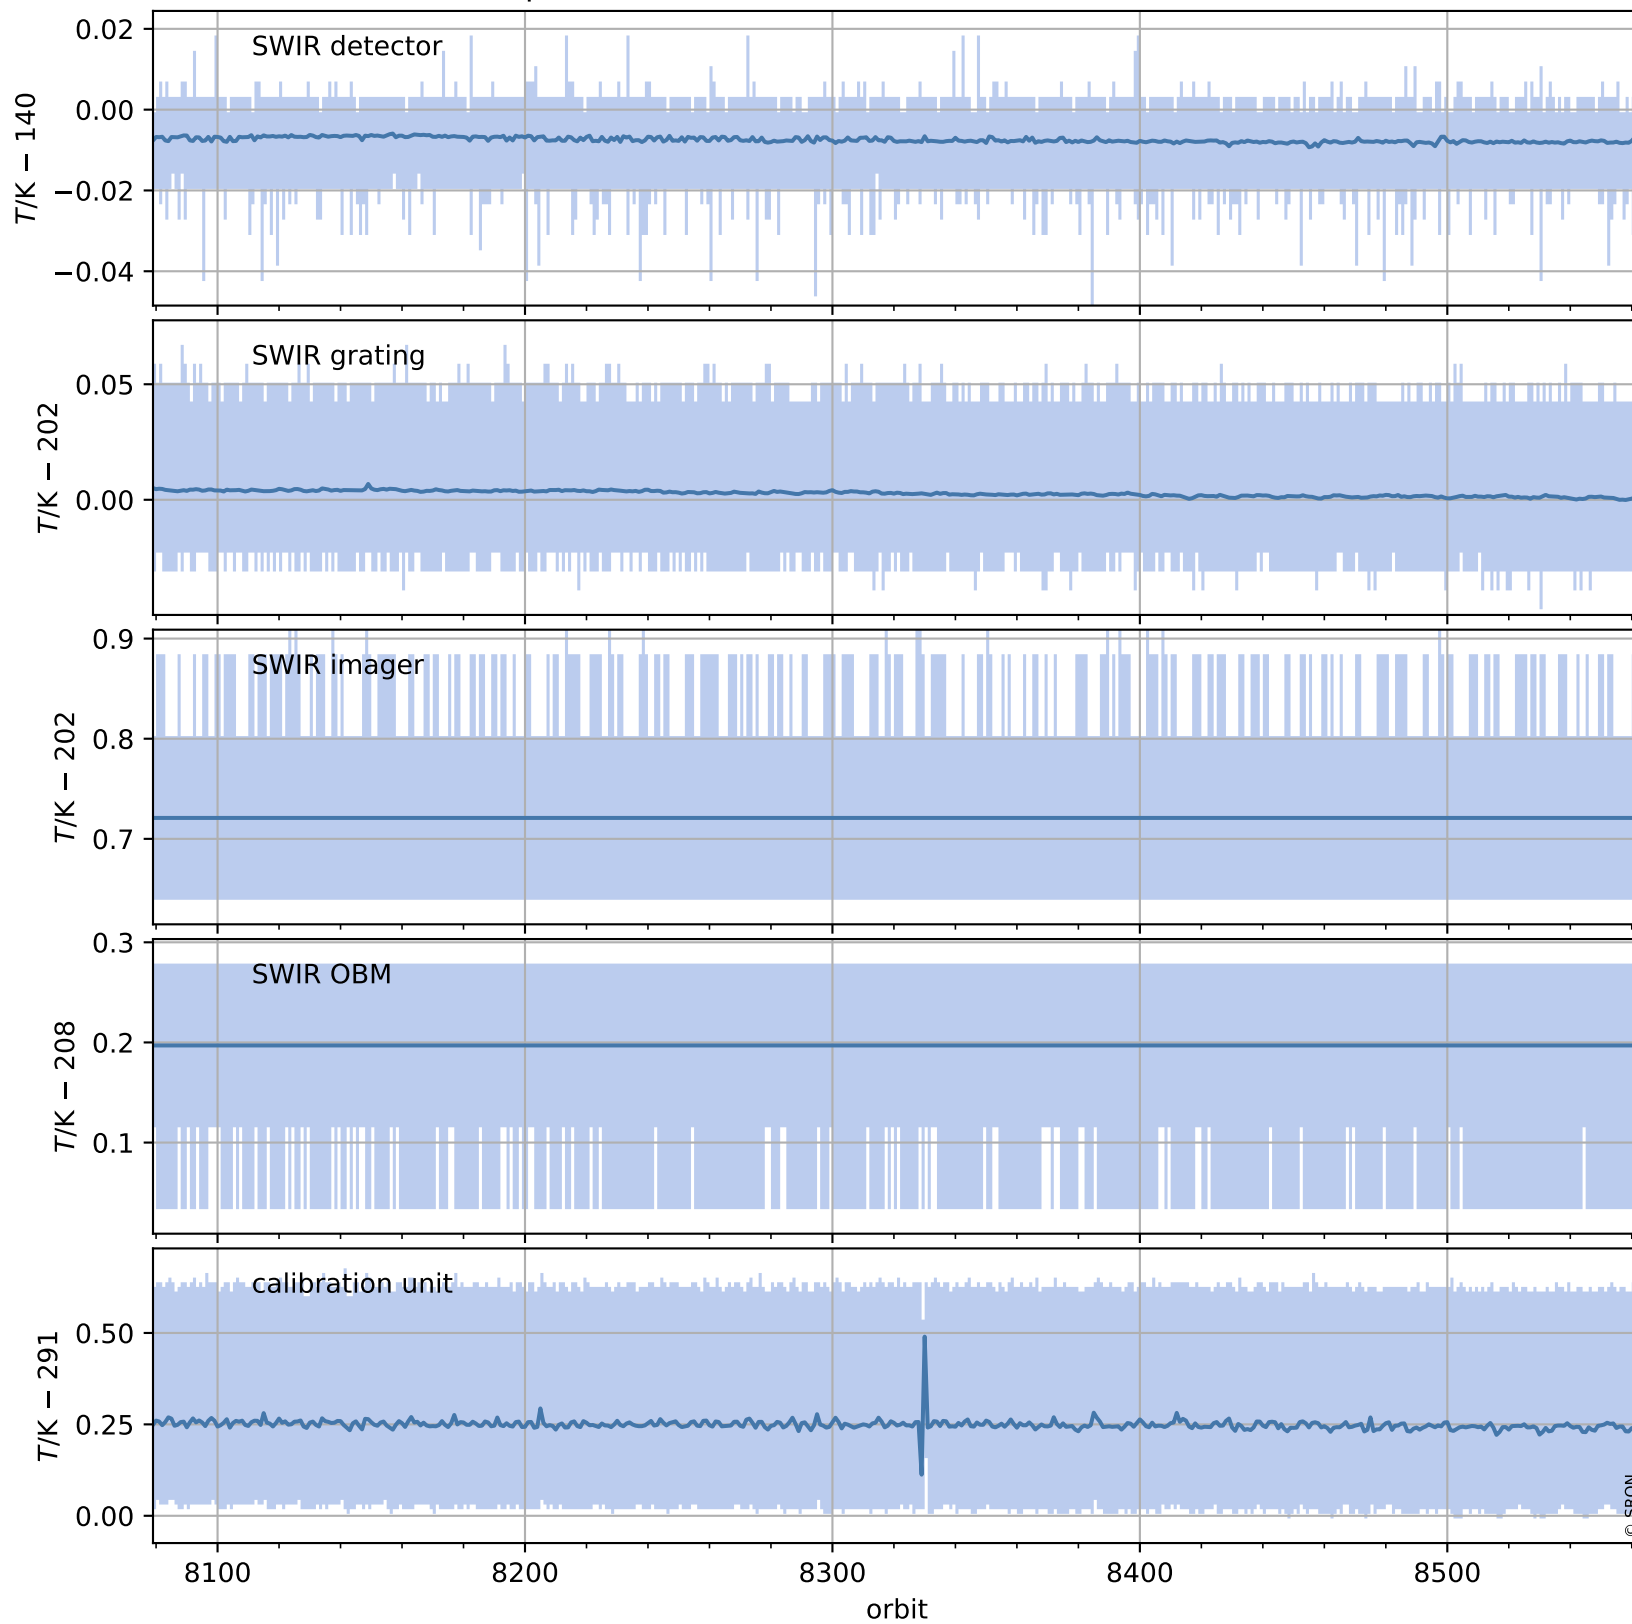 0.02
0.00
−0.02
−0.04
T/K − 140
SWIR detector
0.05
0.00
T/K − 202
SWIR grating
0.9
0.8
0.7
T/K − 202
SWIR imager
0.3
0.2
0.1
T/K − 208
SWIR OBM
0.50
0.25
0.00
T/K − 291
calibration unit
© SRON
8100 8200 8300 8400 8500
orbit